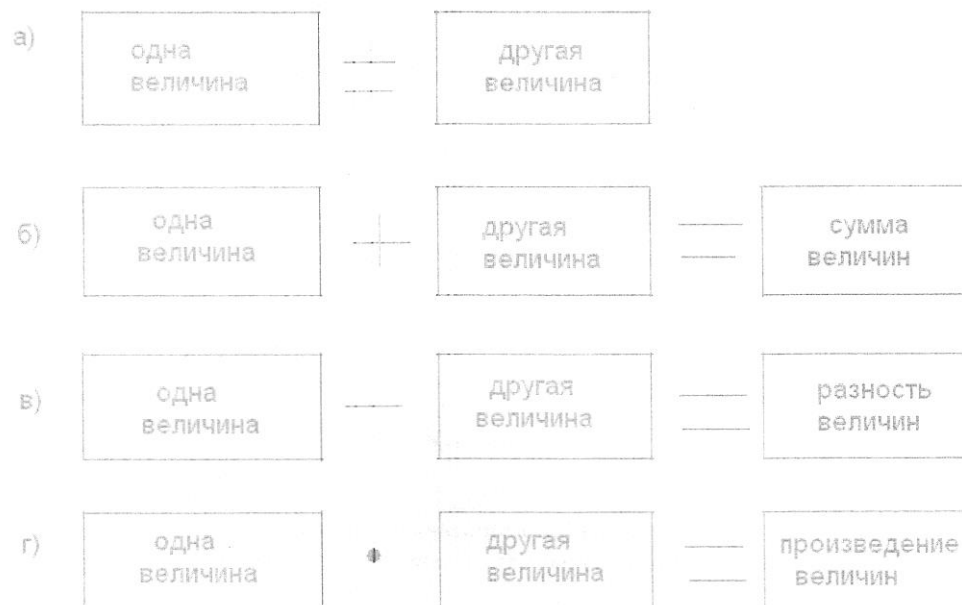 а)
одна
величина
=
другая
величина
б)
одна
величина
+
другая
величина
=
сумма
величин
в)
одна
величина
—
другая
величина
=
разность
величин
г)
одна
величина
•
другая
величина
=
произведение
величин